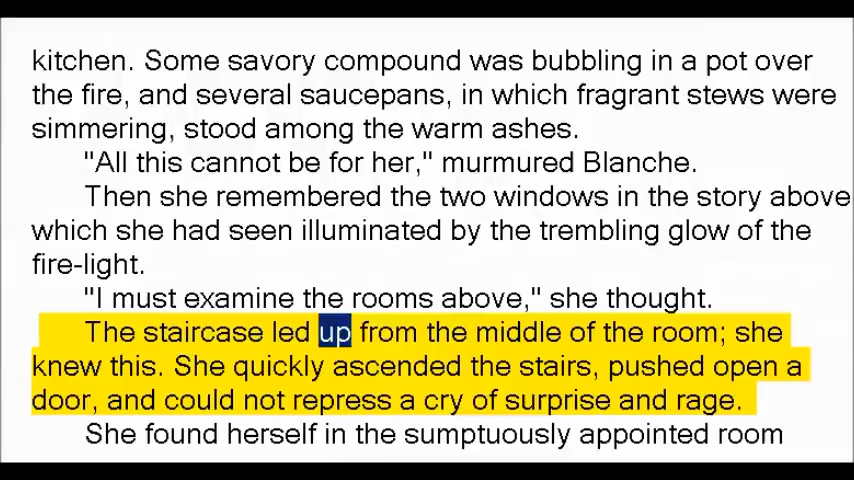 kitchen. Some savory compound was bubbling in a pot over
the fire, and several saucepans, in which fragrant stews were
simmering, stood among the warm ashes.
"All this cannot be for her," murmured Blanche.
Then she remembered the two windows in the story above
which she had seen illuminated by the trembling glow of the
fire-light.
"I must examine the rooms above," she thought.
The staircase led up from the middle of the room; she
knew this. She quickly ascended the stairs, pushed open a
door, and could not repress a cry of surprise and rage.
She found herself in the sumptuously appointed room